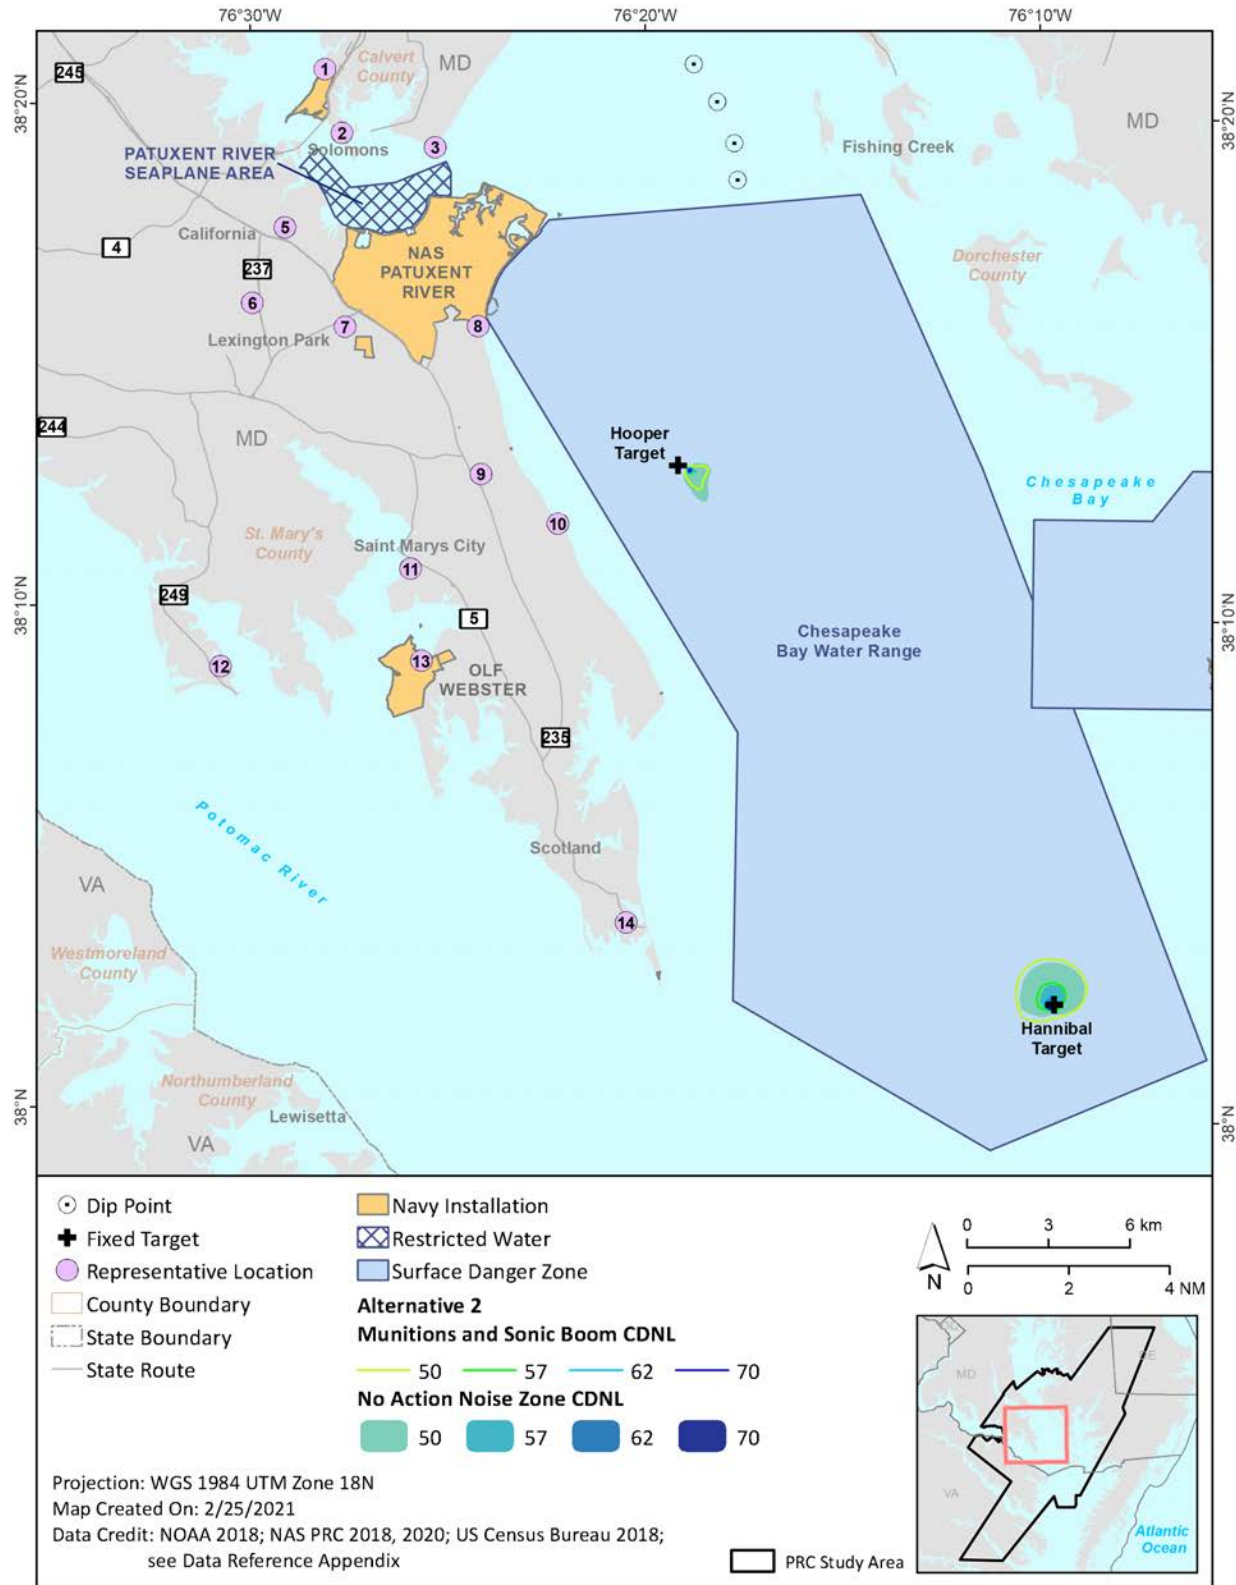 76°30'W
76°20'W
76°10'W
38°20'N
38°20'N
38°10'N
38°10'N
38°N
38°N
245
1
Calvert
County
MD
MD
2
Solomons
3
Fishing Creek
PATUXENT RIVER
SEAPLANE AREA
5
California
4
237
NAS
PATUXENT
RIVER
Dorchester
County
6
7
8
Lexington Park
244
MD
Hooper
Target
9
Chesapeake
Bay
10
St. Mary's
County
Saint Marys City
11
249
5
Chesapeake
Bay Water Range
12
13
OLF
WEBSTER
235
Potomac River
Scotland
VA
14
Westmoreland
County
Hannibal
Target
Northumberland
County
Lewisetta
VA
Dip Point
Fixed Target
Representative Location
County Boundary
State Boundary
State Route
Navy Installation
Restricted Water
Surface Danger Zone
Alternative 2
Munitions and Sonic Boom CDNL
50 57 62 70
No Action Noise Zone CDNL
50 57 62 70
N
0 3 6 km
0 2 4 NM
DC
MD
DE
VA
Atlantic
Ocean
Projection: WGS 1984 UTM Zone 18N
Map Created On: 2/25/2021
Data Credit: NOAA 2018; NAS PRC 2018, 2020; US Census Bureau 2018;
see Data Reference Appendix
PRC Study Area